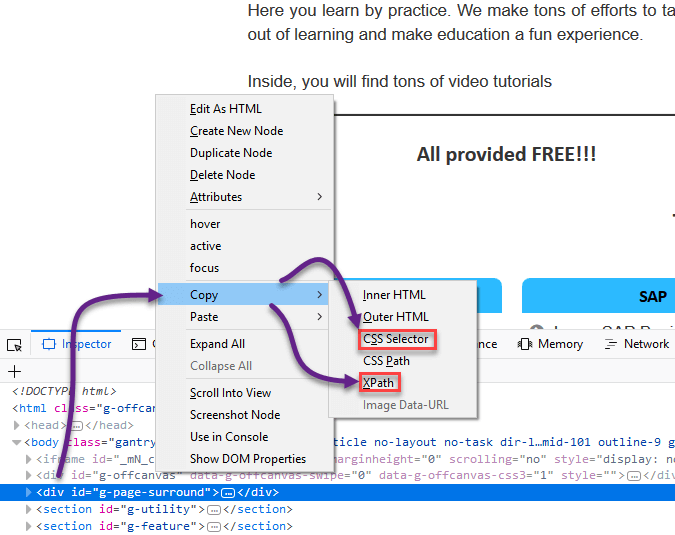 Here you learn by practice. We make tons of efforts to ta
out of learning and make education a fun experience.
Inside, you will find tons of video tutorials
All provided FREE!!!
SAP
Edit As HTML
Create New Node
Duplicate Node
Delete Node
Attributes
hover
active
focus
Copy
Paste
Expand All
Collapse All
Scroll Into View
Screenshot Node
Use in Console
Show DOM Properties
Inner HTML
Outer HTML
CSS Selector
CSS Path
XPath
Image Data-URL
Inspector
Memory
Network
<!DOCTYPE html>
<html class="g-offcanv
<head>…</head>
<body class="gantry ticle no-layout no-task dir-l…mid-101 outline-9 g
<iframe id="_mN_c marginheight="0" scrolling="no" style="display: no
<div id="g-offcanvas" data-g-offcanvas-swipe="0" data-g-offcanvas-css3="1" style="">…</div>
<div id="g-page-surround">…</div>
<section id="g-utility">…</section>
<section id="g-feature">…</section>